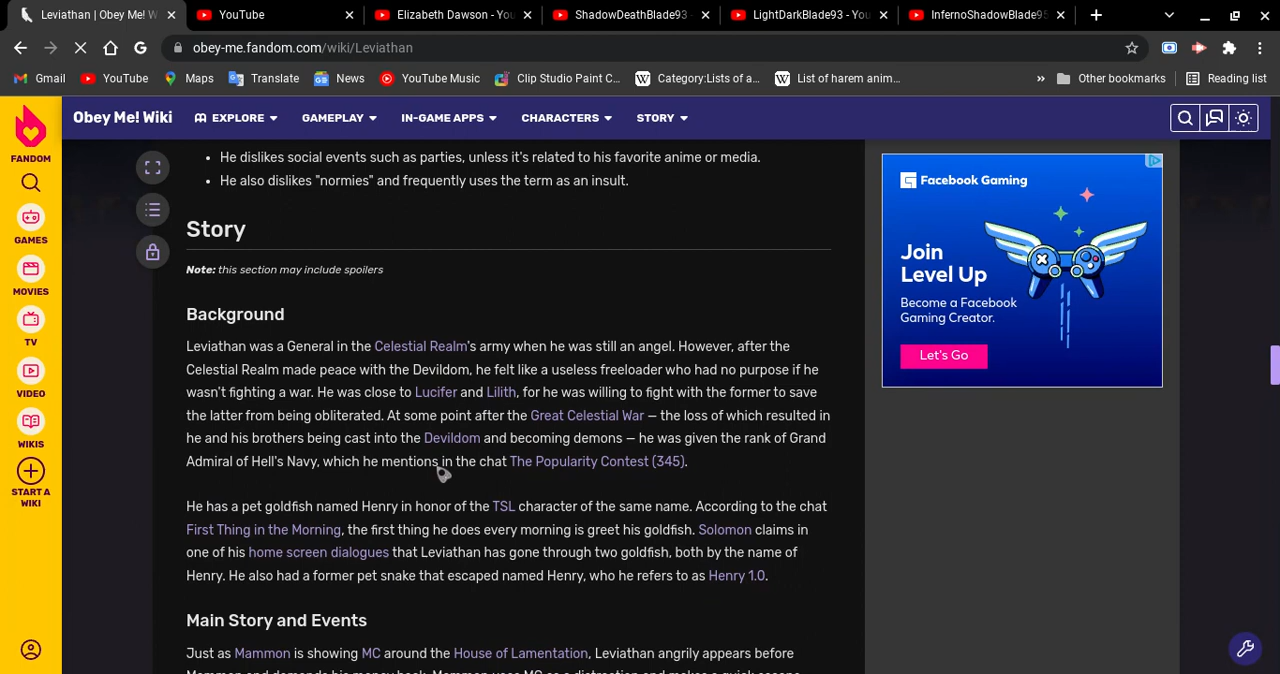 Leviathan | Obey Me! W
YouTube
Elizabeth Dawson - You
ShadowDeathBlade93 -
LightDarkBlade93 - You
InfernoShadowBlade95
obey-me.fandom.com/wiki/Leviathan
Gmail
YouTube
Maps
Translate
News
YouTube Music
Clip Studio Paint C...
Category:Lists of a...
List of harem anim...
»
Other bookmarks
Reading list
Obey Me! Wiki
EXPLORE
GAMEPLAY
IN-GAME APPS
CHARACTERS
STORY
FANDOM
GAMES
MOVIES
TV
VIDEO
WIKIS
START A
WIKI
• He dislikes social events such as parties, unless it's related to his favorite anime or media.
• He also dislikes "normies" and frequently uses the term as an insult.
Story
Note: this section may include spoilers
Background
Leviathan was a General in the Celestial Realm's army when he was still an angel. However, after the
Celestial Realm made peace with the Devildom, he felt like a useless freeloader who had no purpose if he
wasn't fighting a war. He was close to Lucifer and Lilith, for he was willing to fight with the former to save
the latter from being obliterated. At some point after the Great Celestial War — the loss of which resulted in
he and his brothers being cast into the Devildom and becoming demons — he was given the rank of Grand
Admiral of Hell's Navy, which he mentions in the chat The Popularity Contest (345).
He has a pet goldfish named Henry in honor of the TSL character of the same name. According to the chat
First Thing in the Morning, the first thing he does every morning is greet his goldfish. Solomon claims in
one of his home screen dialogues that Leviathan has gone through two goldfish, both by the name of
Henry. He also had a former pet snake that escaped named Henry, who he refers to as Henry 1.0.
Main Story and Events
Just as Mammon is showing MC around the House of Lamentation, Leviathan angrily appears before
Mammon and demands his money back. Mammon uses MC as a distraction and makes a quick escape.
Facebook Gaming
Join
Level Up
Become a Facebook
Gaming Creator.
Let's Go